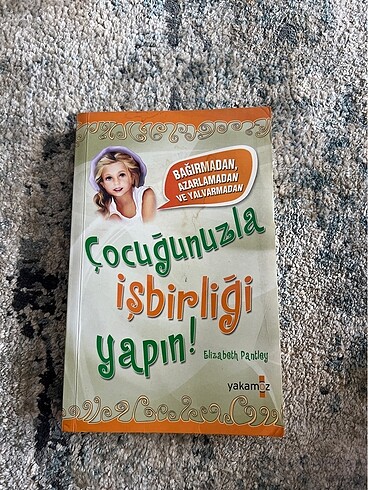 BAĞIRMADAN,
AZARLAMADAN
VE YALVARMADAN
Çocuğunuzla
işbirliği
yapın!
Elizabeth Pantley
yakamoz